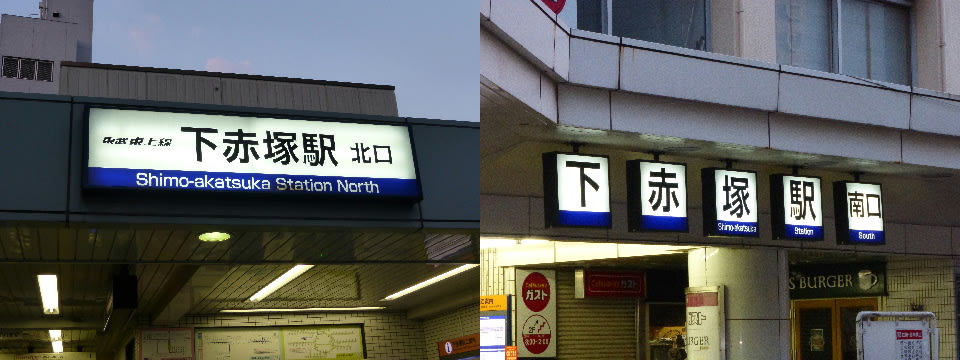 東武東上線 下赤塚駅 北口
Shimo-akatsuka Station North
下赤塚駅 南口
Shimo-akatsuka Station South
ガスト
ガスト
S BURGER